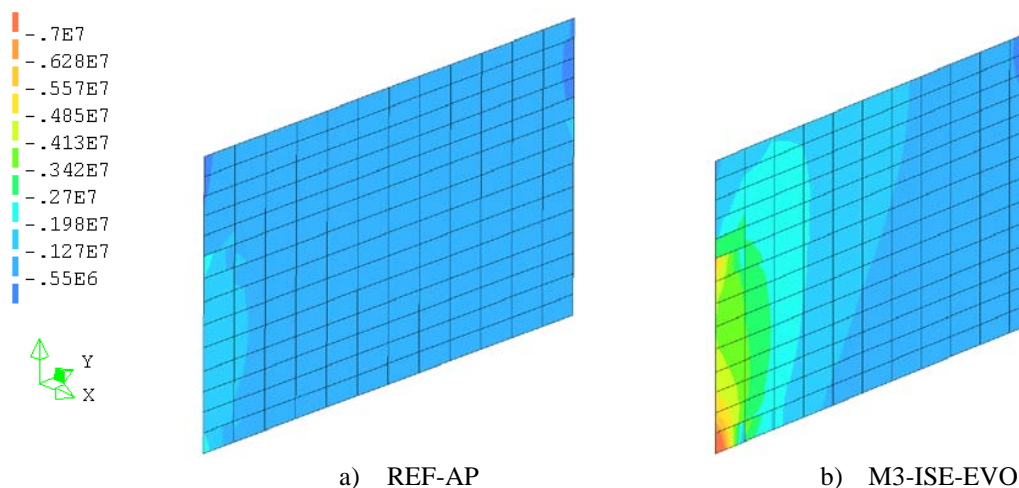 -.7E7
-.628E7
-.557E7
-.485E7
-.413E7
-.342E7
-.27E7
-.198E7
-.127E7
-.55E6
Y
X
a) REF-AP
b) M3-ISE-EVO